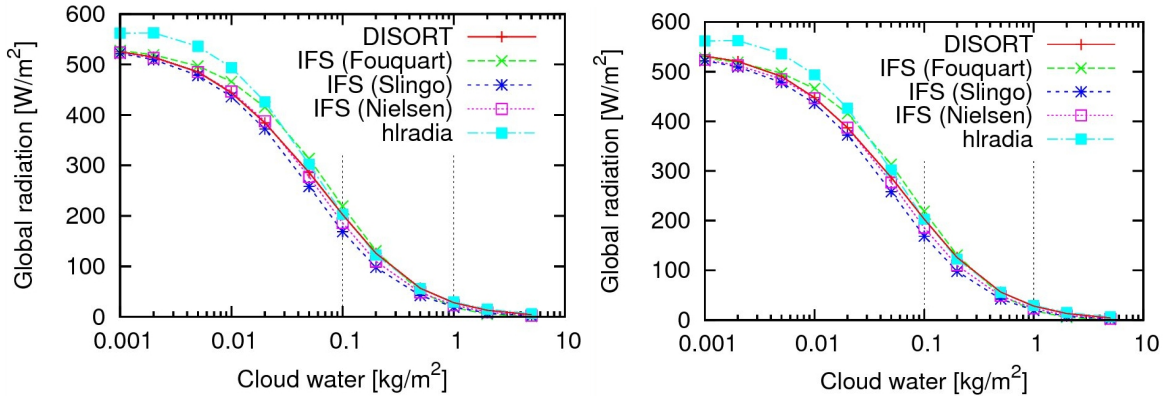 600
500
400
300
200
100
0
Global radiation [W/m²]
DISORT
IFS (Fouquart)
IFS (Slingo)
IFS (Nielsen)
hlradia
0.001 0.01 0.1 1 10
Cloud water [kg/m²]
600
500
400
300
200
100
0
Global radiation [W/m²]
DISORT
IFS (Fouquart)
IFS (Slingo)
IFS (Nielsen)
hlradia
0.001 0.01 0.1 1 10
Cloud water [kg/m²]